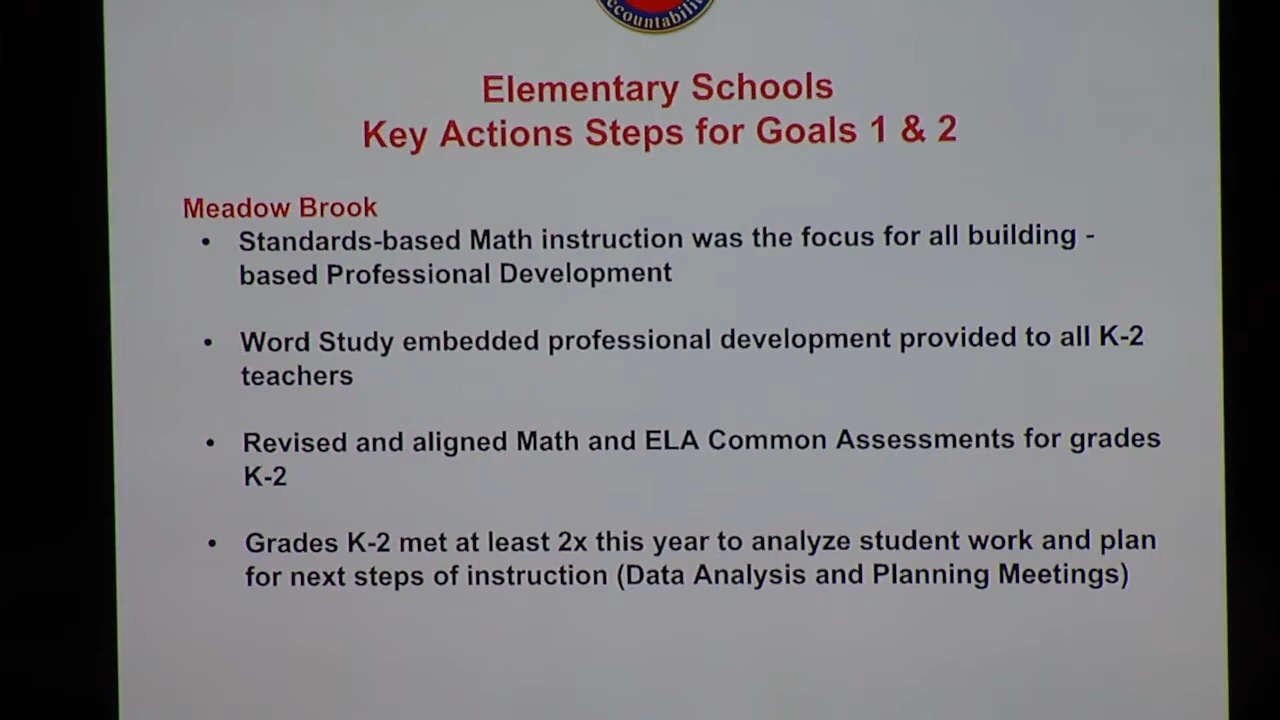 ccountabili
Elementary Schools
Key Actions Steps for Goals 1 & 2
Meadow Brook
• Standards-based Math instruction was the focus for all building -
based Professional Development
• Word Study embedded professional development provided to all K-2
teachers
• Revised and aligned Math and ELA Common Assessments for grades
K-2
• Grades K-2 met at least 2x this year to analyze student work and plan
for next steps of instruction (Data Analysis and Planning Meetings)